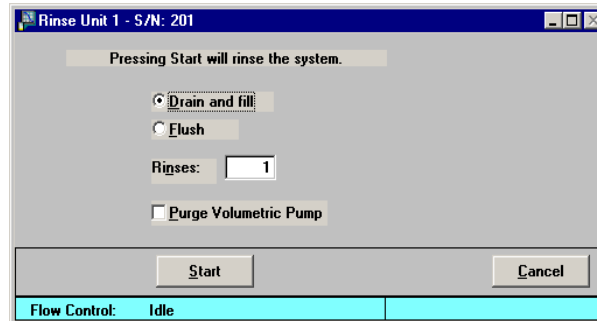 Rinse Unit 1 - S/N: 201
Pressing Start will rinse the system.
Drain and fill
Flush
Rinses: 1
Purge Volumetric Pump
Start Cancel
Flow Control: Idle